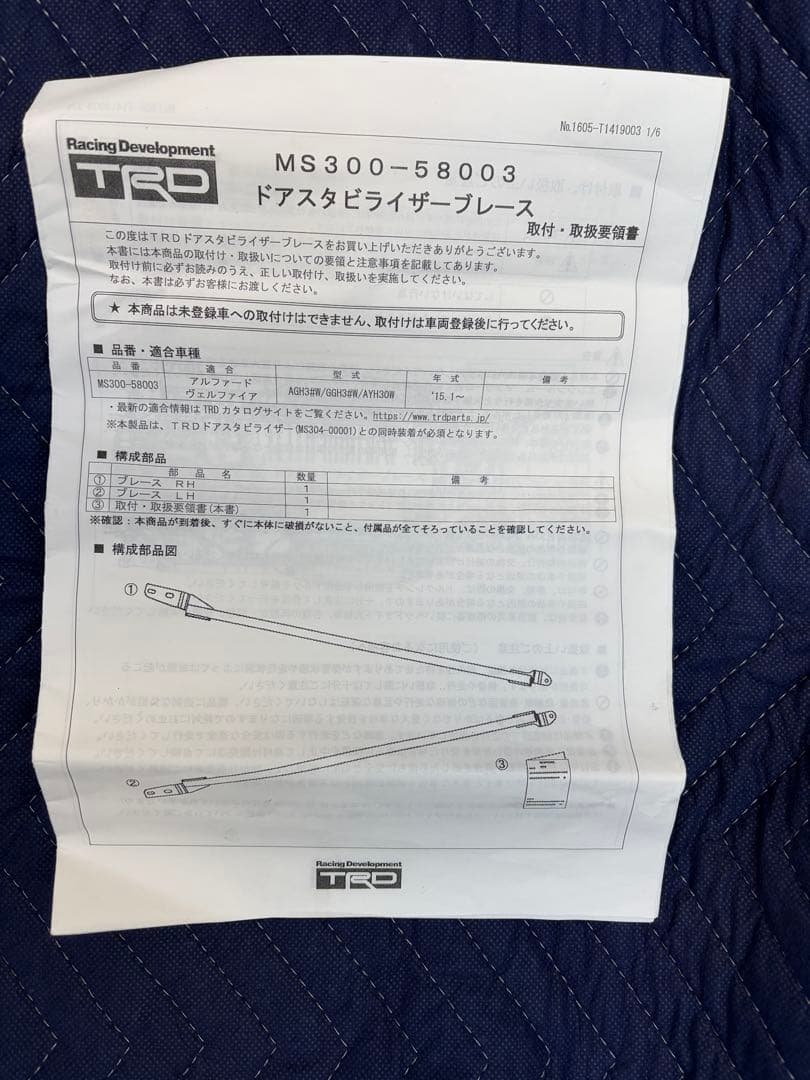 No.1605-T1419003 1/6
Racing Development
TRD
MS300-58003
ドアスタビライザーブレース
取付・取扱要領書
この度はTRDドアスタビライザーブレースをお買い上げいただきありがとうございます。
本書には本商品の取付け・取扱いについての要領と注意事項を記載してあります。
取付け前に必ずお読みのうえ、正しい取付け、取扱いを実施してください。
なお、本書は必ずお客様にお渡しください。
★ 本商品は未登録車への取付けはできません、取付けは車両登録後に行ってください。
■ 品番・適合車種
品番 適合 型式 年式 備考
MS300-58003 アルファード ヴェルファイア AGH3#W/GGH3#W/AYH30W '15.1～
・最新の適合情報は TRD カタログサイトをご覧ください。https://www.trdparts.jp/
※本製品は、TRDドアスタビライザー(MS304-00001)との同時装着が必須となります。
■ 構成部品
部品名 数量 備考
① ブレース RH 1
② ブレース LH 1
③ 取付・取扱要領書(本書) 1
※確認：本商品が到着後、すぐに本体に破損がないこと、付属品が全てそろっていることを確認してください。
■ 構成部品図
①
②
③
Racing Development
TRD